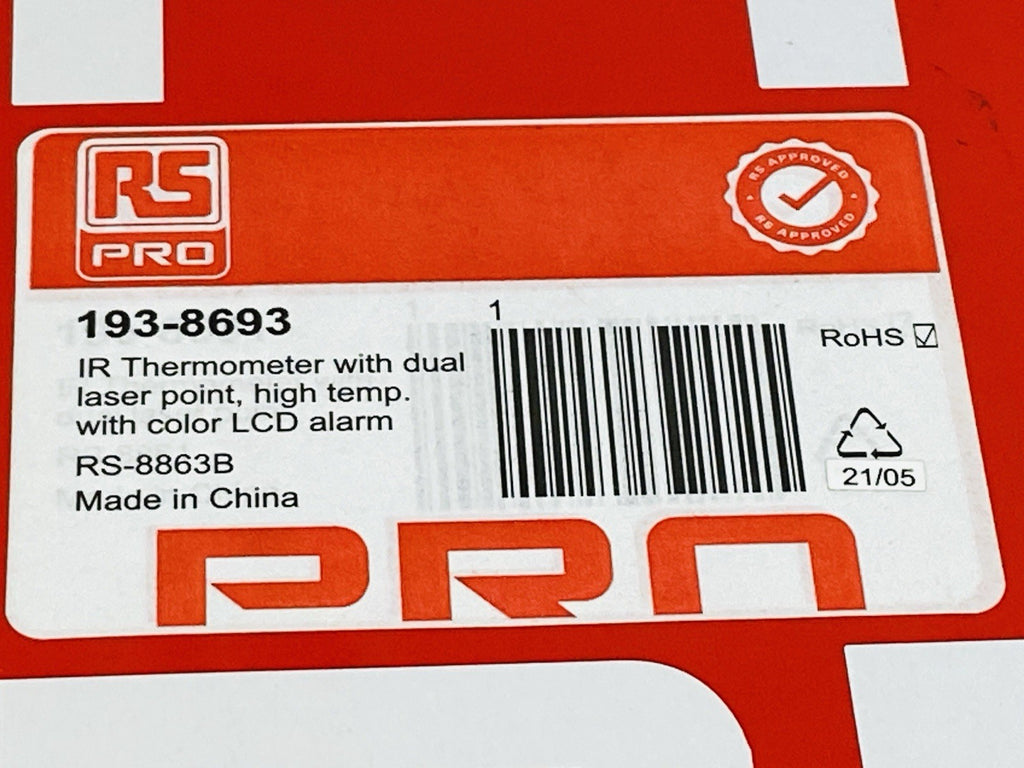 RS
PRO
RS APPROVED
RS APPROVED
193-8693
1
RoHS
IR Thermometer with dual
laser point, high temp.
with color LCD alarm
RS-8863B
Made in China
21/05
PRO